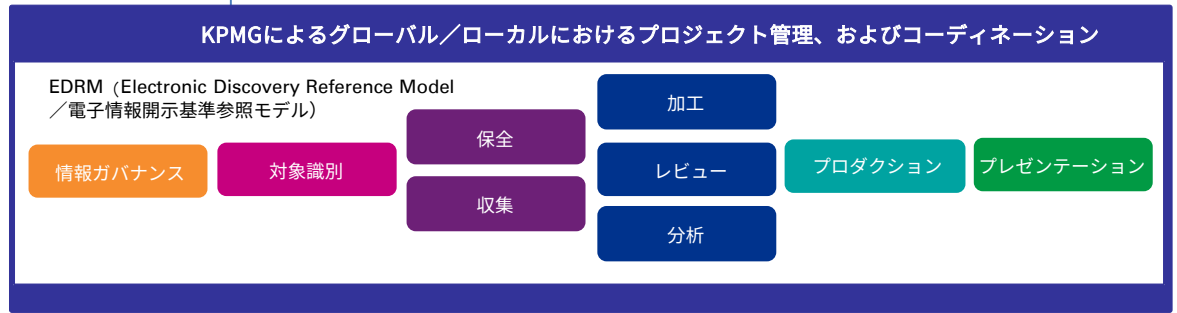 KPMGによるグローバル／ローカルにおけるプロジェクト管理、およびコーディネーション
EDRM（Electronic Discovery Reference Model
／電子情報開示基準参照モデル）
情報ガバナンス
対象識別
保全
収集
加工
レビュー
分析
プロダクション
プレゼンテーション